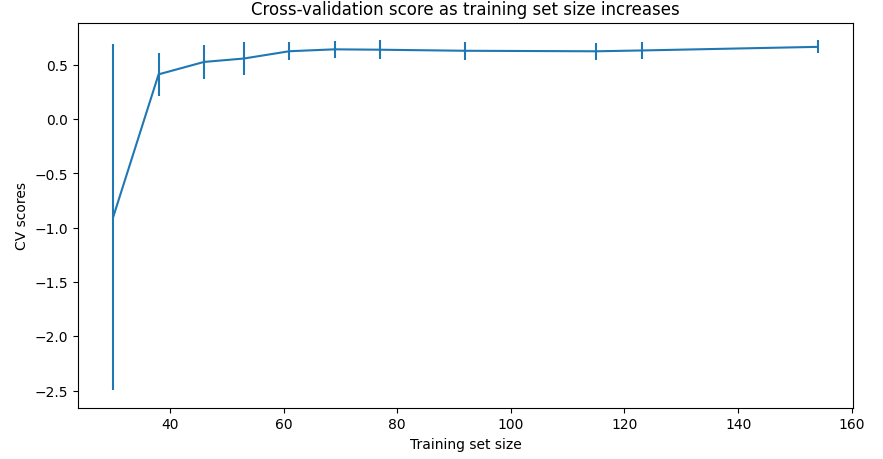 Cross-validation score as training set size increases
0.5
0.0
−0.5
−1.0
−1.5
−2.0
−2.5
CV scores
40 60 80 100 120 140 160
Training set size